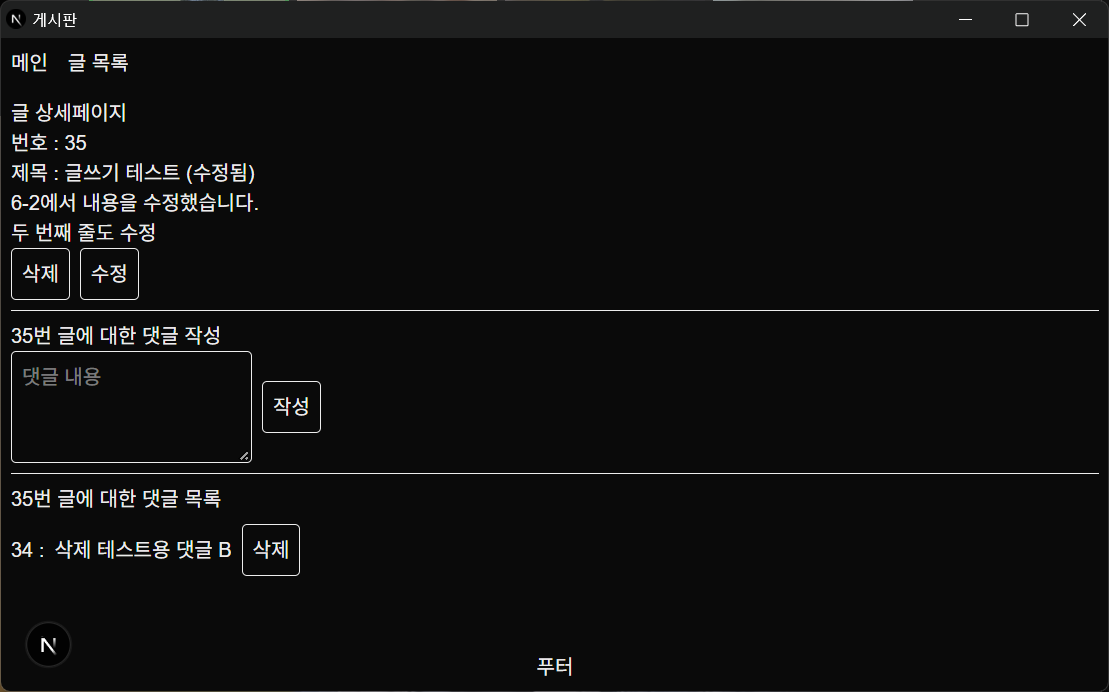 게시판
메인 글 목록
글 상세페이지
번호 : 35
제목 : 글쓰기 테스트 (수정됨)
6-2에서 내용을 수정했습니다.
두 번째 줄도 수정
삭제 수정
35번 글에 대한 댓글 작성
댓글 내용
작성
35번 글에 대한 댓글 목록
34 : 삭제 테스트용 댓글 B 삭제
N
푸터